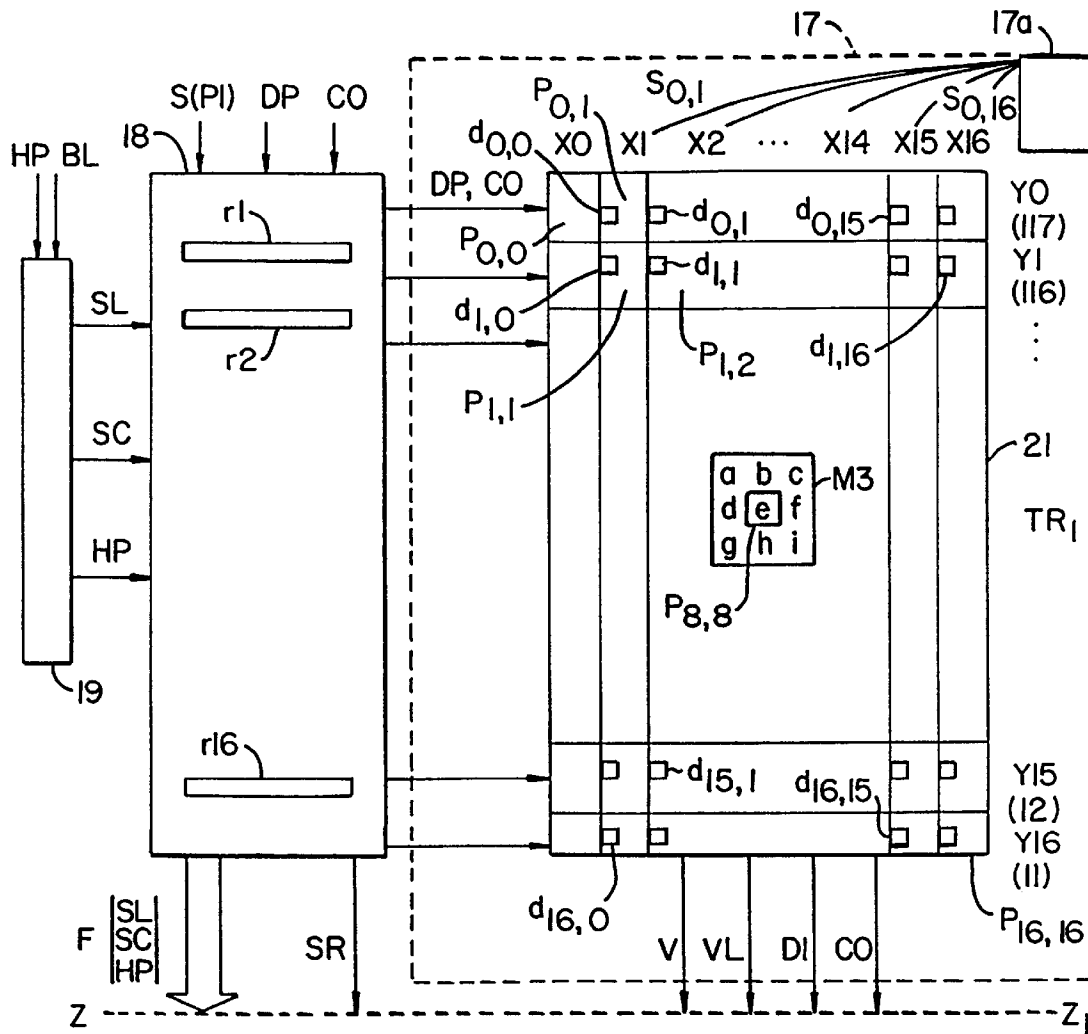 17
17a
S(PI) DP CO
S0,1
S0,16
P0,1
18
HP BL
X0 X1 X2 ... X14 X15 X16
d0,0
DP, CO
r1
d0,1
d0,15
Y0
(117)
P0,0
Y1
(116)
SL
d1,0
d1,1
r2
P1,2
d1,16
⋮
P1,1
SC
21
a b c
M3
d e f
TR1
g h i
HP
P8,8
19
r16
d15,1
d16,15
Y15
(12)
Y16
(11)
F
SL
SC
HP
SR
d16,0
P16,16
V VL DI CO
Z
Z1